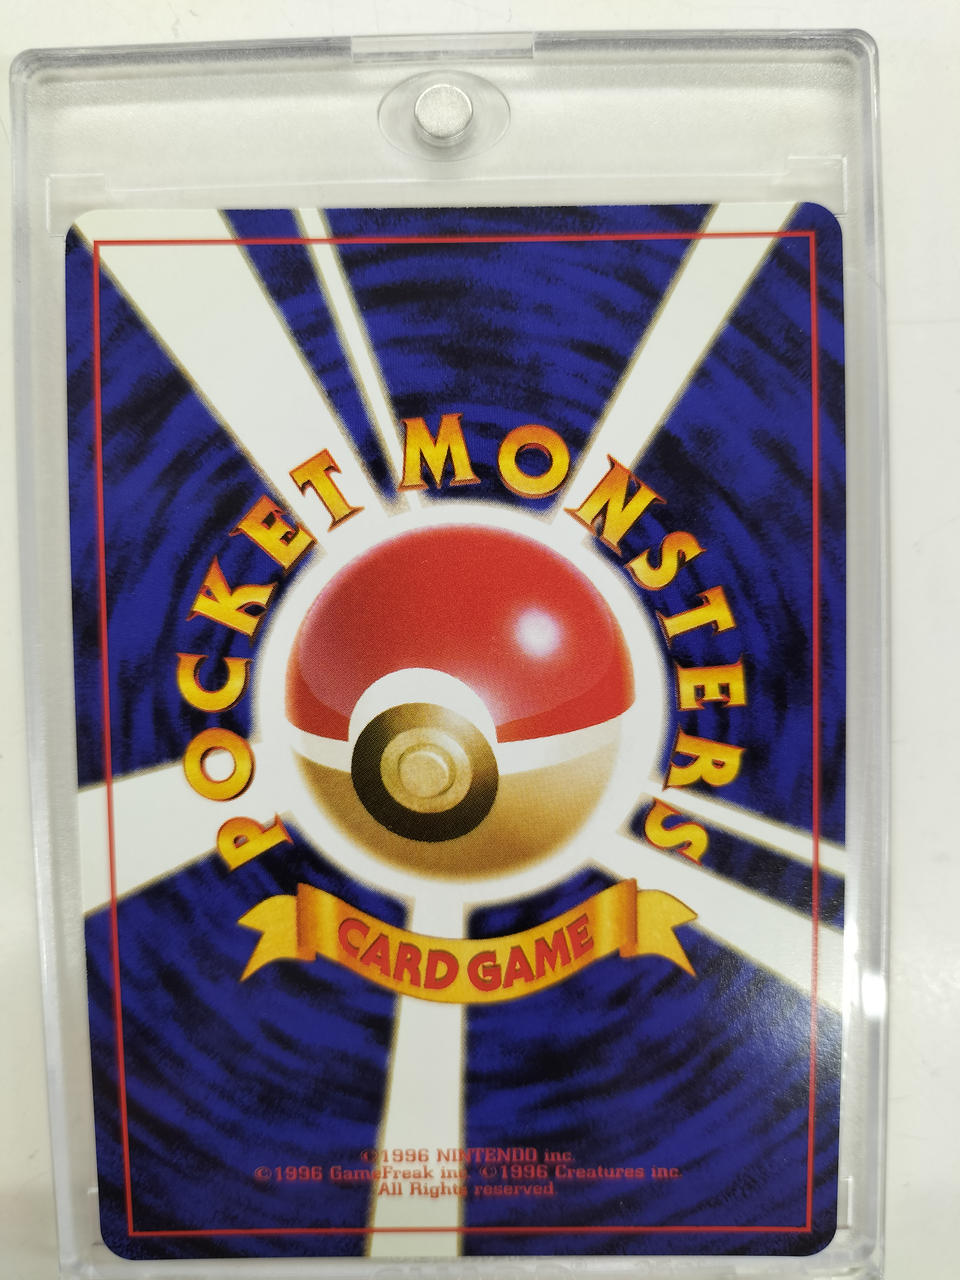 POCKET MONSTERS
CARD GAME
©1996 NINTENDO inc.
©1996 GameFreak inc. ©1996 Creatures inc.
All Rights reserved.